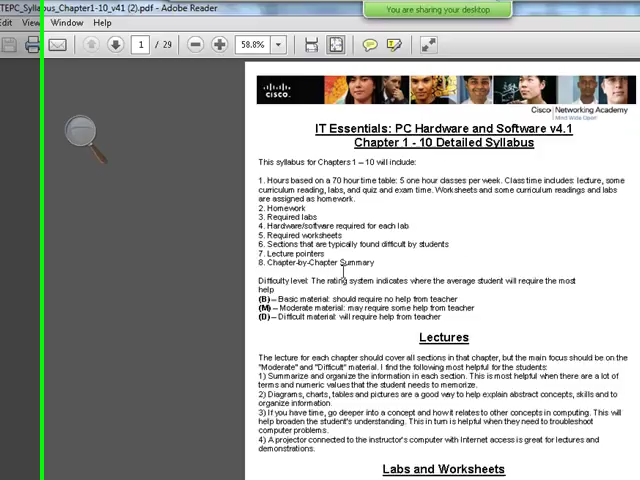 TEPC_Syllabus_Chapter1-10_v41 (2).pdf - Adobe Reader
You are sharing your desktop
Edit View Window Help
1 / 29 58.8%
CISCO.
Cisco Networking Academy
Mind Wide Open
IT Essentials: PC Hardware and Software v4.1
Chapter 1 - 10 Detailed Syllabus
This syllabus for Chapters 1 – 10 will include:
1. Hours based on a 70 hour time table: 5 one hour classes per week. Class time includes: lecture, some
curriculum reading, labs, and quiz and exam time. Worksheets and some curriculum readings and labs
are assigned as homework.
2. Homework
3. Required labs
4. Hardware/software required for each lab
5. Required worksheets
6. Sections that are typically found difficult by students
7. Lecture pointers
8. Chapter-by-Chapter Summary
Difficulty level: The rating system indicates where the average student will require the most
help
(B) – Basic material: should require no help from teacher
(M) – Moderate material: may require some help from teacher
(D) – Difficult material: will require help from teacher
Lectures
The lecture for each chapter should cover all sections in that chapter, but the main focus should be on the
"Moderate" and "Difficult" material. I find the following most helpful for the students:
1) Summarize and organize the information in each section. This is most helpful when there are a lot of
terms and numeric values that the student needs to memorize.
2) Diagrams, charts, tables and pictures are a good way to help explain abstract concepts, skills and to
organize information.
3) If you have time, go deeper into a concept and how it relates to other concepts in computing. This will
help broaden the student's understanding. This in turn is helpful when they need to troubleshoot
computer problems.
4) A projector connected to the instructor's computer with Internet access is great for lectures and
demonstrations.
Labs and Worksheets